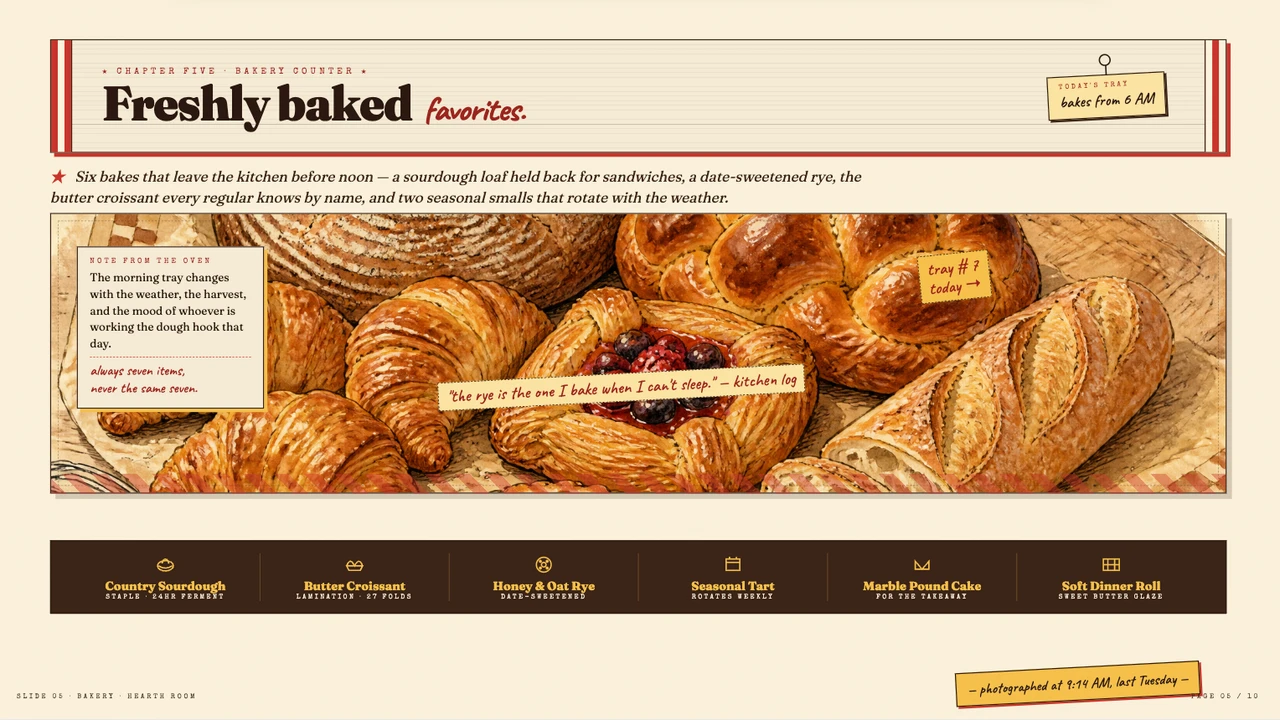 ★ CHAPTER FIVE · BAKERY COUNTER ★
Freshly baked favorites.
TODAY'S TRAY
bakes from 6 AM
★ Six bakes that leave the kitchen before noon — a sourdough loaf held back for sandwiches, a date-sweetened rye, the
butter croissant every regular knows by name, and two seasonal smalls that rotate with the weather.
NOTE FROM THE OVEN
The morning tray changes
with the weather, the harvest,
and the mood of whoever is
working the dough hook that
day.
always seven items,
never the same seven.
tray # 7
today →
"the rye is the one I bake when I can't sleep." — kitchen log
Country Sourdough
STAPLE · 24HR FERMENT
Butter Croissant
LAMINATION · 27 FOLDS
Honey & Oat Rye
DATE-SWEETENED
Seasonal Tart
ROTATES WEEKLY
Marble Pound Cake
FOR THE TAKEAWAY
Soft Dinner Roll
SWEET BUTTER GLAZE
— photographed at 9:14 AM, last Tuesday —
SLIDE 05 · BAKERY · HEARTH ROOM
PAGE 05 / 10